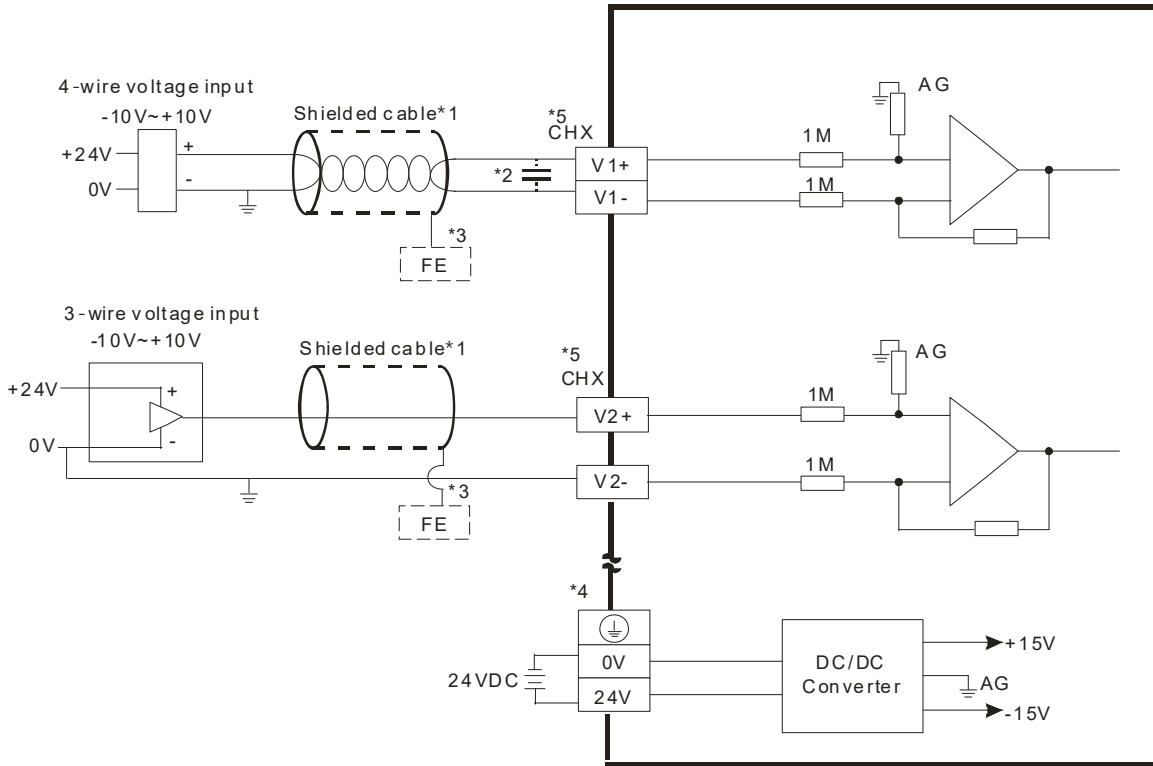 4-wire voltage input
-10V~+10V
+24V
0V
+
-
Shielded cable*1
*2
*3
FE
*5
CHX
V1+
V1-
1M
1M
AG
3-wire voltage input
-10V~+10V
+24V
0V
+
-
Shielded cable*1
*3
FE
*5
CHX
V2+
V2-
1M
1M
AG
*4
24VDC
0V
24V
DC/DC
Converter
+15V
AG
-15V